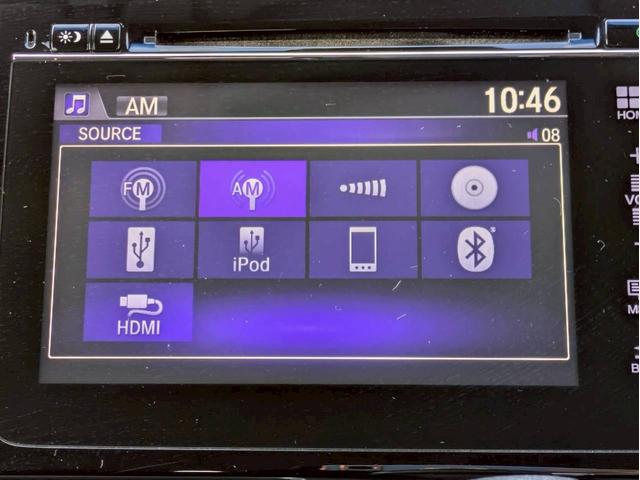 AM 10:46
SOURCE 08
FM AM
iPod
HDMI